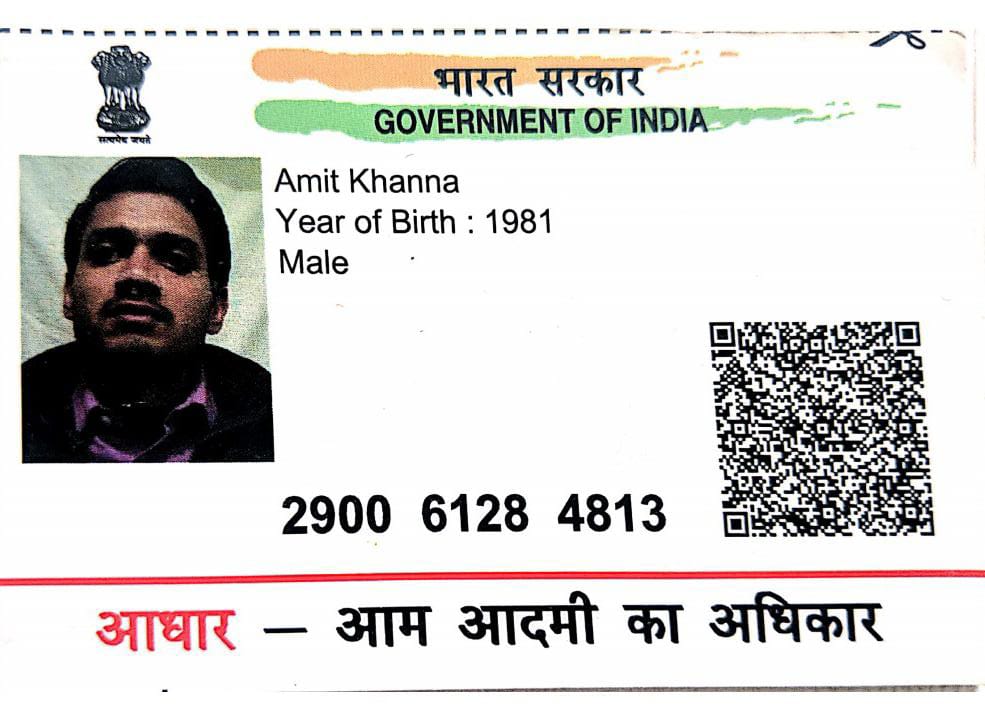 भारत सरकार
GOVERNMENT OF INDIA
सत्यमेव जयते
Amit Khanna
Year of Birth : 1981
Male
2900 6128 4813
आधार – आम आदमी का अधिकार